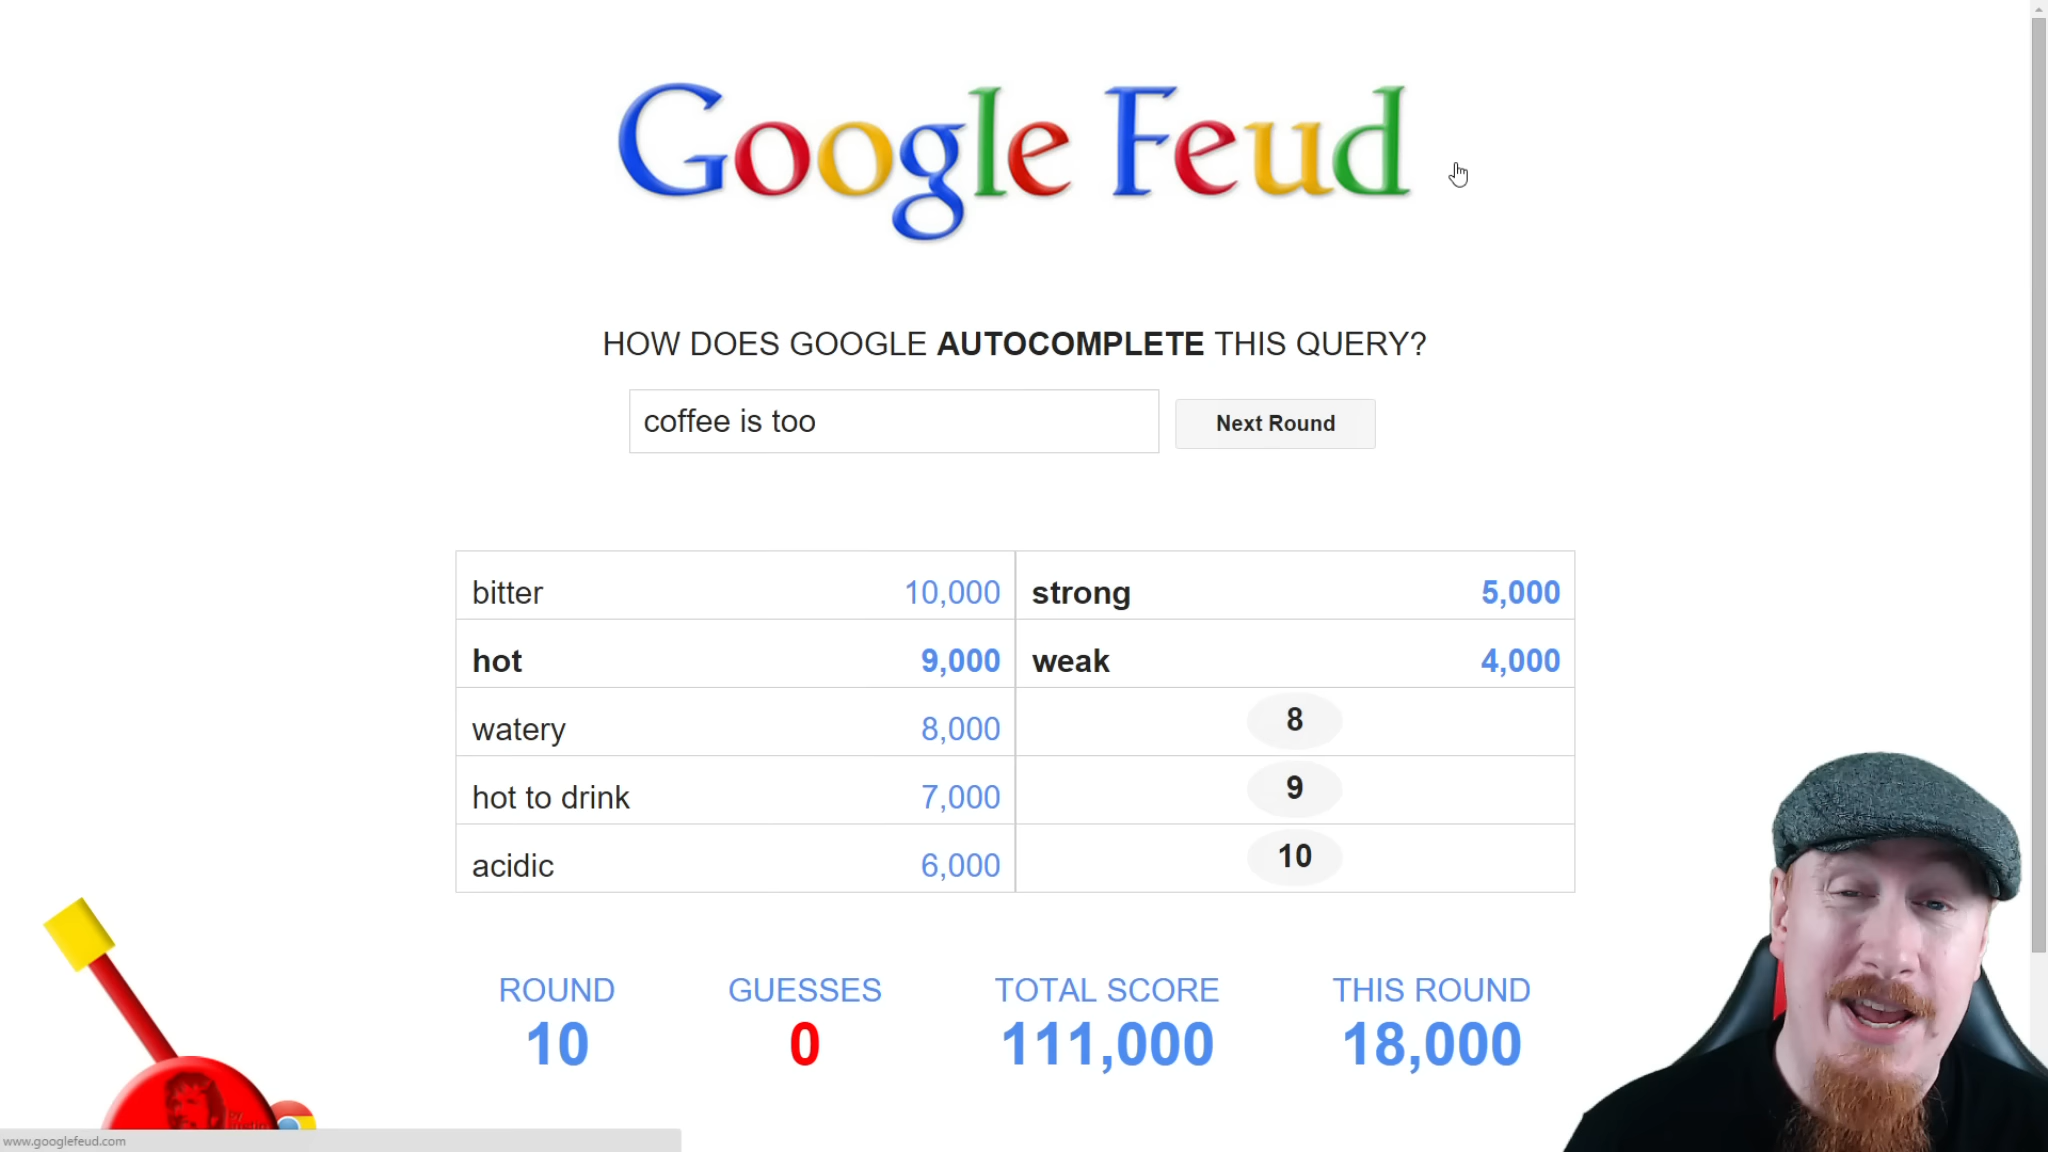 Google Feud
HOW DOES GOOGLE AUTOCOMPLETE THIS QUERY?
coffee is too
Next Round
bitter 10,000
strong 5,000
hot 9,000
weak 4,000
watery 8,000
8
hot to drink 7,000
9
acidic 6,000
10
ROUND GUESSES TOTAL SCORE THIS ROUND
10 0 111,000 18,000
by
www.googlefeud.com